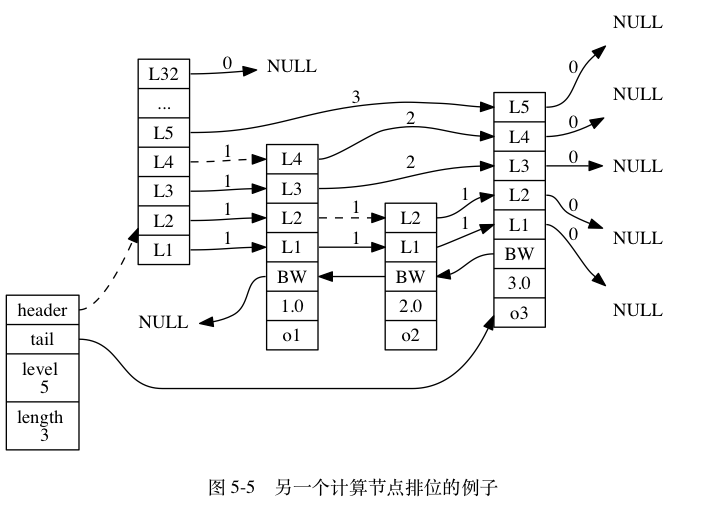 NULL
0
L32
0
NULL
NULL
...
3
L5
L5
0
L4
2
L4
L4
1
L3
2
L3
0
NULL
L3
1
L2
1
L2
1
L2
1
L2
0
NULL
L1
1
L1
1
L1
1
L1
0
BW
BW
BW
1.0
2.0
3.0
NULL
o1
o2
o3
NULL
header
tail
level
5
length
3
图 5-5 另一个计算节点排位的例子